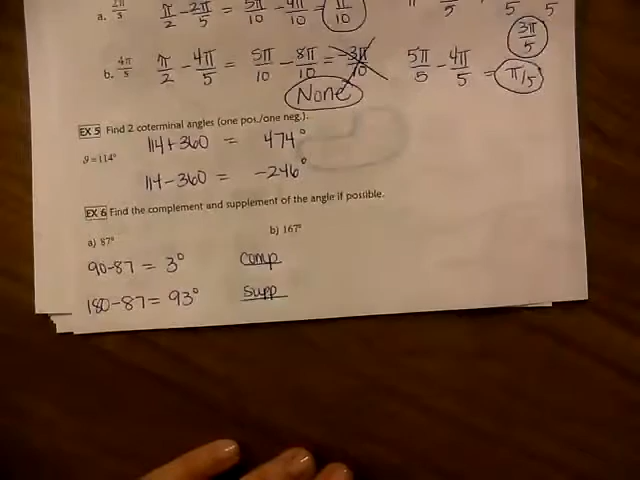 a. 2π/5 π/2 - 2π/5 = 5π/10 - 4π/10 = π/10
3π/5
b. 4π/5 π/2 - 4π/5 = 5π/10 - 8π/10 = -3π/10 5π/5 - 4π/5 = π/5
None
EX 5 Find 2 coterminal angles (one pos./one neg.).
114+360 = 474°
ϑ=114°
114-360 = -246°
EX 6 Find the complement and supplement of the angle if possible.
a) 87° b) 167°
90-87 = 3° comp
180-87 = 93° supp